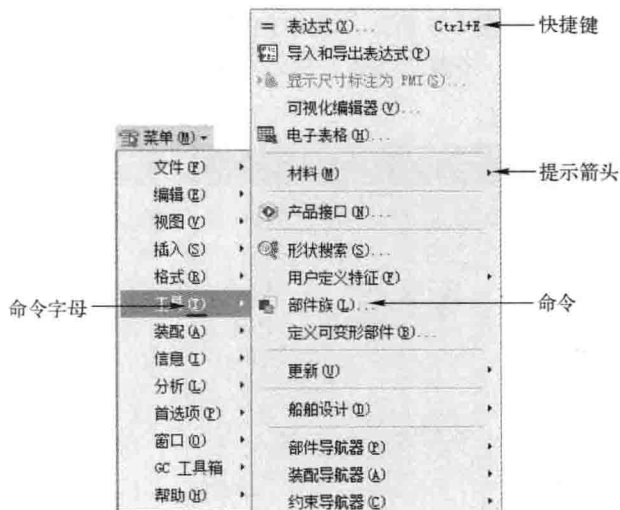 表达式(X)... Ctrl+E 快捷键
导入和导出表达式(P)
显示尺寸标注为 PMI(S)...
可视化编辑器(V)...
电子表格(H)...
材料(M) 提示箭头
产品接口(N)...
形状搜索(S)...
用户定义特征(F)
部件族(L)... 命令
定义可变形部件(B)...
更新(U)
船舶设计(D)
部件导航器(P)
装配导航器(A)
约束导航器(C)
菜单(M)
文件(F)
编辑(E)
视图(V)
插入(S)
格式(R)
命令字母 工具(T)
装配(A)
信息(I)
分析(L)
首选项(P)
窗口(O)
GC 工具箱
帮助(H)